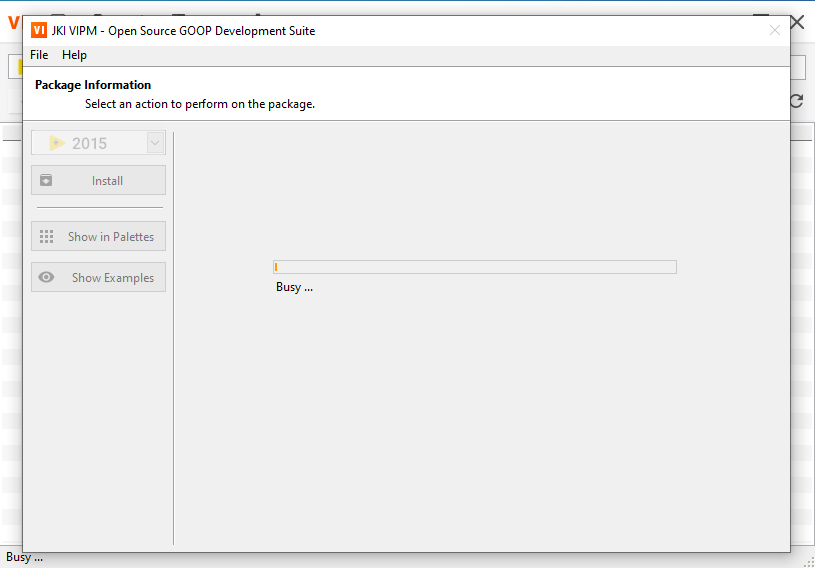 VI JKI VIPM - Open Source GOOP Development Suite
File Help
Package Information
Select an action to perform on the package.
2015
Install
Show in Palettes
Show Examples
Busy ...
Busy ...